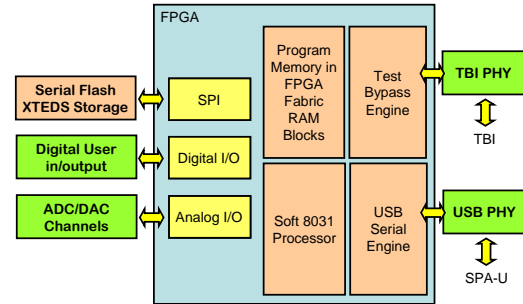 FPGA
Serial Flash
XTEDS Storage
SPI
Digital User
in/output
Digital I/O
ADC/DAC
Channels
Analog I/O
Program
Memory in
FPGA
Fabric
RAM
Blocks
Test
Bypass
Engine
Soft 8031
Processor
USB
Serial
Engine
TBI PHY
TBI
USB PHY
SPA-U